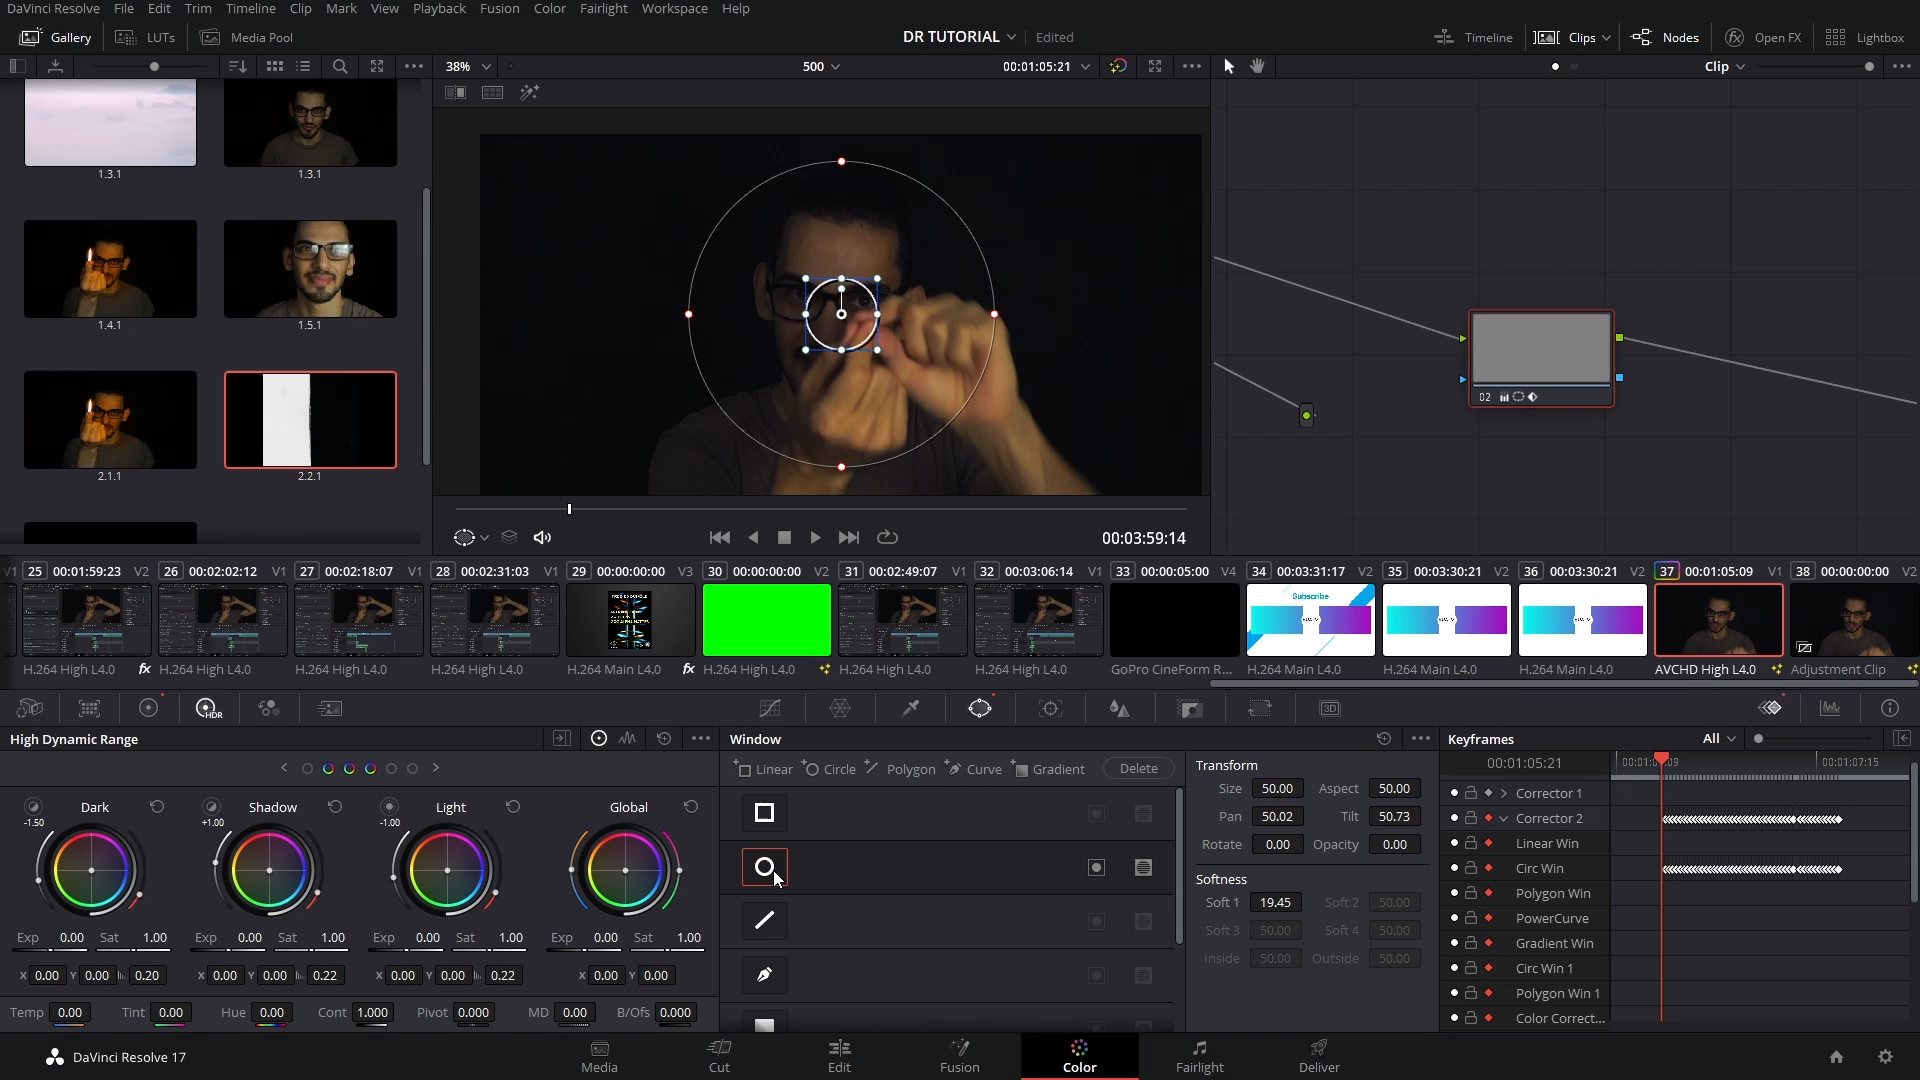 DaVinci Resolve File Edit Trim Timeline Clip Mark View Playback Fusion Color Fairlight Workspace Help
Gallery LUTs Media Pool DR TUTORIAL Edited Timeline Clips Nodes Open FX Lightbox
38% 500 00:01:05:21 Clip
1.3.1 1.3.1
1.4.1 1.5.1
2.1.1 2.2.1
02
00:03:59:14
V1 25 00:01:59:23 V2 26 00:02:02:12 V1 27 00:02:18:07 V1 28 00:02:31:03 V1 29 00:00:00:00 V3 30 00:00:00:00 V2 31 00:02:49:07 V1 32 00:03:06:14 V1 33 00:00:05:00 V4 34 00:03:31:17 V2 35 00:03:30:21 V2 36 00:03:30:21 V2 37 00:01:05:09 V1 38 00:00:00:00 V2
Subscribe
H.264 High L4.0 fx H.264 High L4.0 H.264 High L4.0 H.264 High L4.0 H.264 Main L4.0 fx H.264 High L4.0 H.264 High L4.0 H.264 High L4.0 GoPro CineForm R... H.264 Main L4.0 H.264 Main L4.0 H.264 Main L4.0 AVCHD High L4.0 Adjustment Clip
HDR 3D
High Dynamic Range Window Keyframes All
Linear Circle Polygon Curve Gradient Delete Transform 00:01:05:21 00:01:07:15
Size 50.00 Aspect 50.00 Corrector 1
Dark Shadow Light Global Pan 50.02 Tilt 50.73 Corrector 2
-1.50 +1.00 -1.00
Rotate 0.00 Opacity 0.00 Linear Win
Softness Circ Win
Soft 1 19.45 Soft 2 50.00 Polygon Win
Soft 3 50.00 Soft 4 50.00 PowerCurve
Exp 0.00 Sat 1.00 Exp 0.00 Sat 1.00 Exp 0.00 Sat 1.00 Exp 0.00 Sat 1.00 Gradient Win
Inside 50.00 Outside 50.00 Circ Win 1
X 0.00 Y 0.00 0.20 X 0.00 Y 0.00 0.22 X 0.00 Y 0.00 0.22 X 0.00 Y 0.00 Polygon Win 1
Temp 0.00 Tint 0.00 Hue 0.00 Cont 1.000 Pivot 0.000 MD 0.00 B/Ofs 0.000 Color Correct...
DaVinci Resolve 17 Media Cut Edit Fusion Color Fairlight Deliver